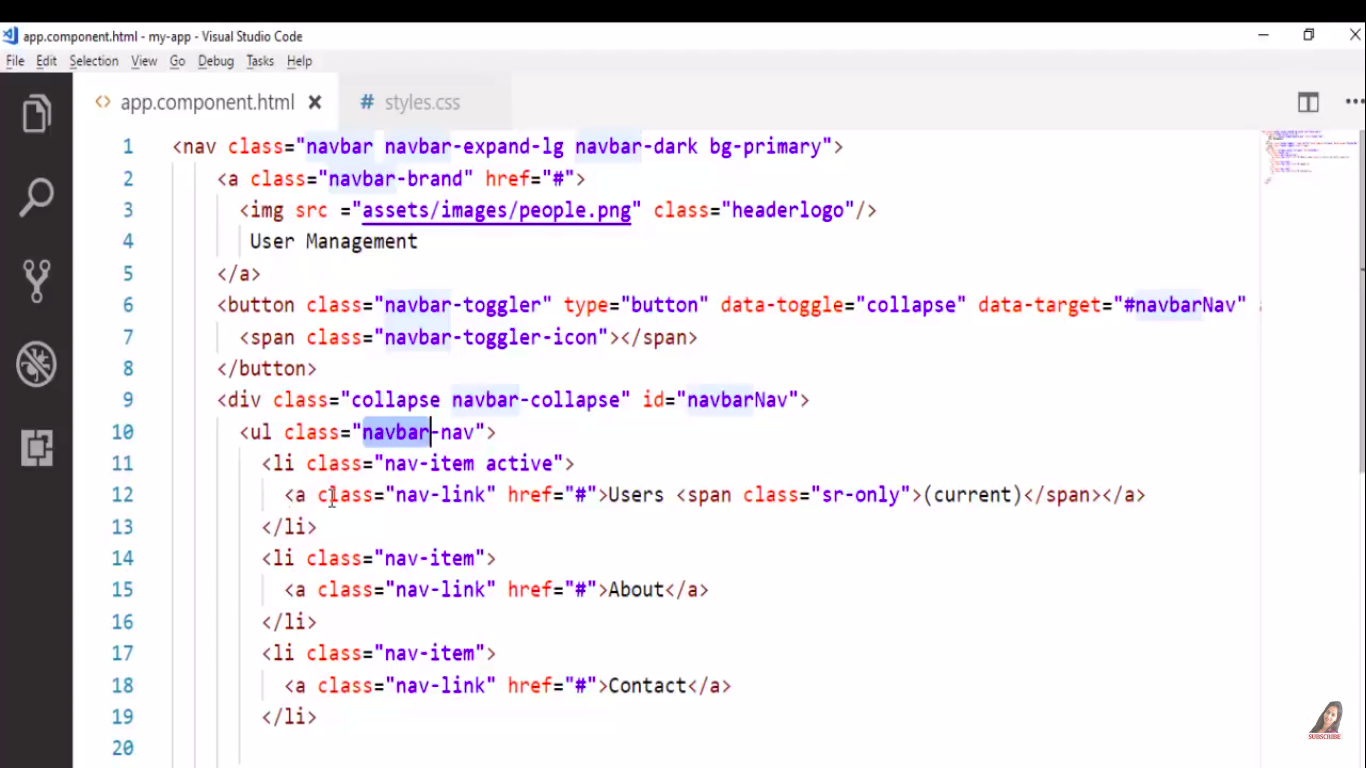 app.component.html - my-app - Visual Studio Code
File Edit Selection View Go Debug Tasks Help
<> app.component.html # styles.css
1 <nav class="navbar navbar-expand-lg navbar-dark bg-primary">
2 <a class="navbar-brand" href="#">
3 <img src ="assets/images/people.png" class="headerlogo"/>
4 User Management
5 </a>
6 <button class="navbar-toggler" type="button" data-toggle="collapse" data-target="#navbarNav"
7 <span class="navbar-toggler-icon"></span>
8 </button>
9 <div class="collapse navbar-collapse" id="navbarNav">
10 <ul class="navbar-nav">
11 <li class="nav-item active">
12 <a class="nav-link" href="#">Users <span class="sr-only">(current)</span></a>
13 </li>
14 <li class="nav-item">
15 <a class="nav-link" href="#">About</a>
16 </li>
17 <li class="nav-item">
18 <a class="nav-link" href="#">Contact</a>
19 </li>
20
SUBSCRIBE